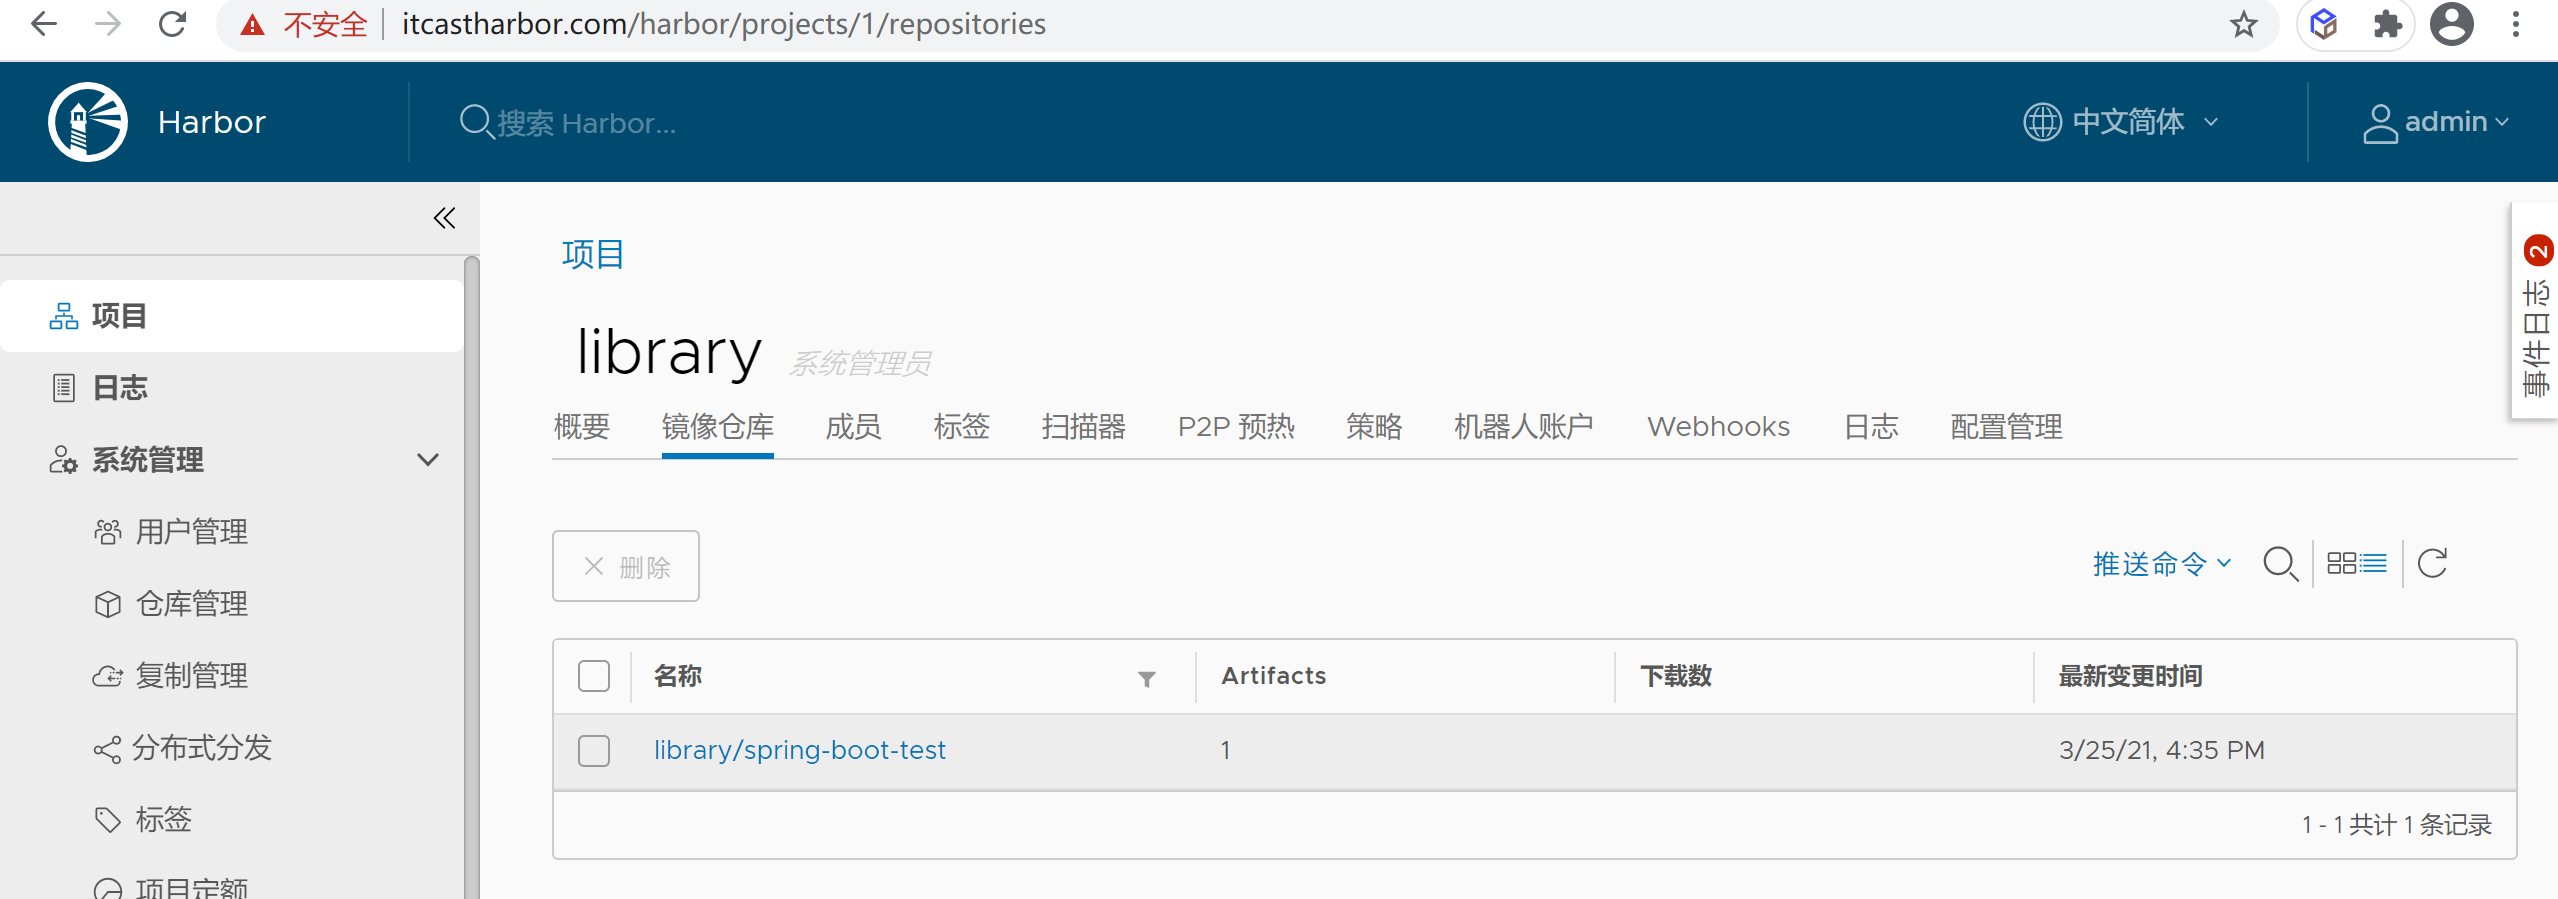 不安全 itcastharbor.com/harbor/projects/1/repositories
Harbor 搜索 Harbor... 中文简体 admin
项目
日志
系统管理
用户管理
仓库管理
复制管理
分布式分发
标签
项目定额
项目
library 系统管理员
概要 镜像仓库 成员 标签 扫描器 P2P 预热 策略 机器人账户 Webhooks 日志 配置管理
删除 推送命令
名称 Artifacts 下载数 最新变更时间
library/spring-boot-test 1 3/25/21, 4:35 PM
1 - 1 共计 1 条记录
事件日志 2